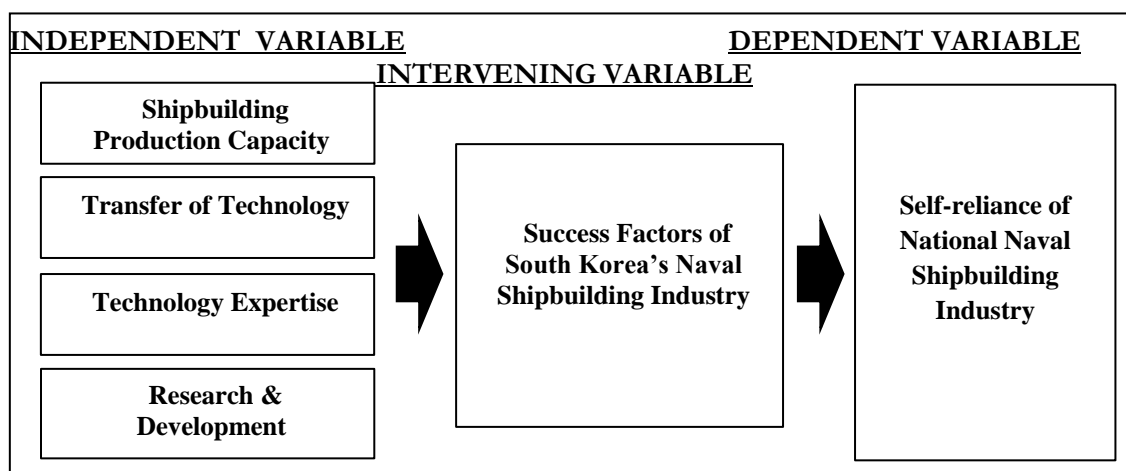 INDEPENDENT VARIABLE
DEPENDENT VARIABLE
INTERVENING VARIABLE
Shipbuilding
Production Capacity
Transfer of Technology
Technology Expertise
Research &
Development
Success Factors of
South Korea’s Naval
Shipbuilding Industry
Self-reliance of
National Naval
Shipbuilding
Industry